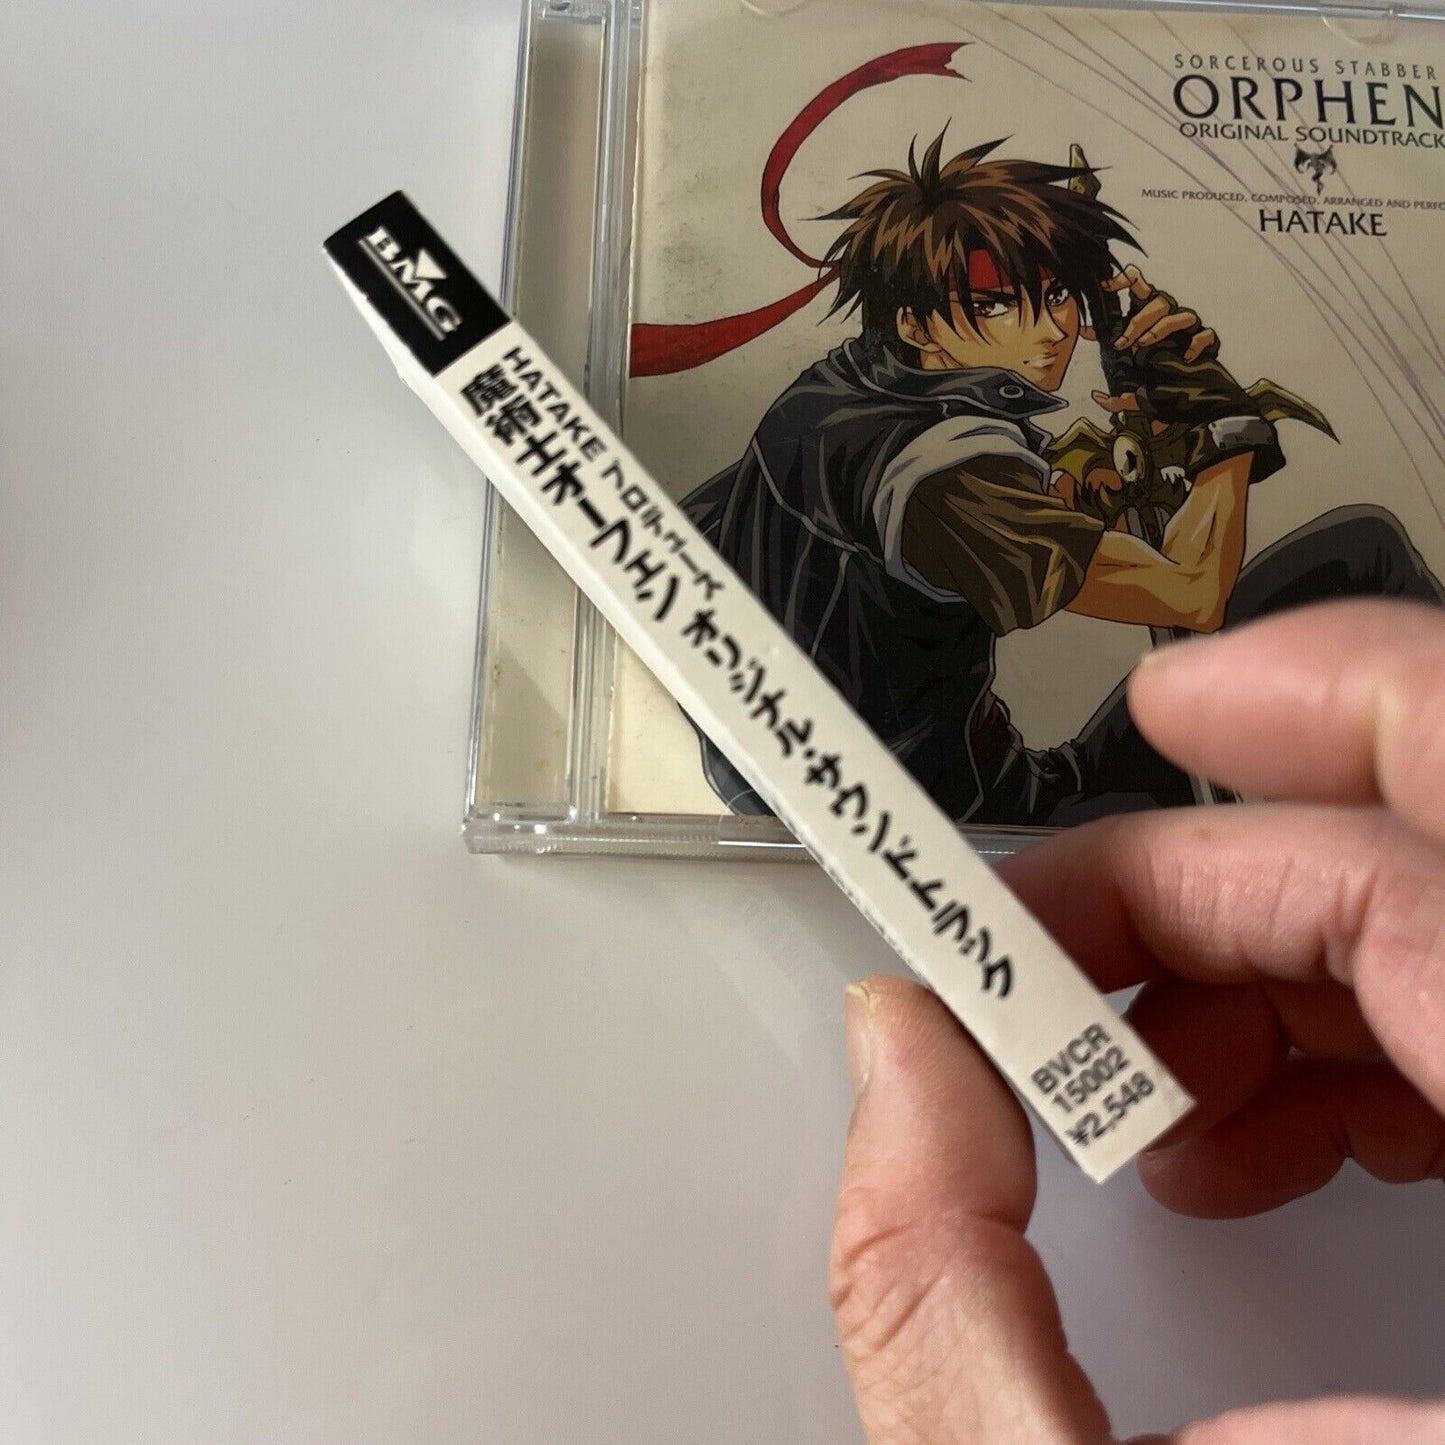 SORCEROUS STABBER
ORPHEN
ORIGINAL SOUNDTRACK
MUSIC PRODUCED, COMPOSED, ARRANGED AND
HATAKE
BMG
HATAKE プロデュース
魔術士オーフェン オリジナル・サウンドトラック
BVCR
15002
¥2,548